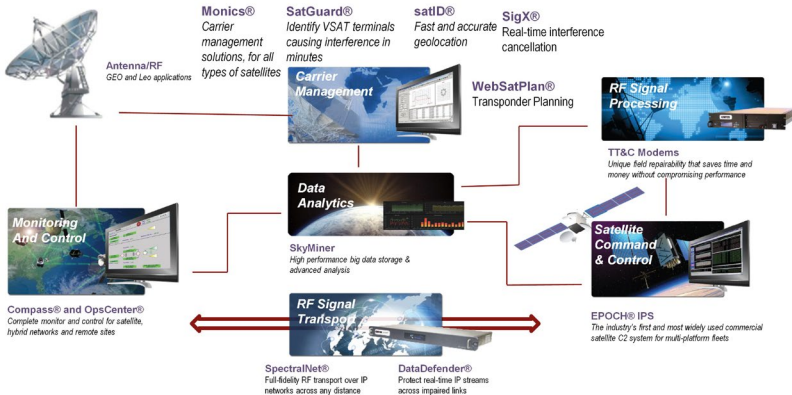 Monics®
Carrier
management
solutions, for all
types of satellites
SatGuard®
Identify VSAT terminals
causing interference in
minutes
satID®
Fast and accurate
geolocation
SigX®
Real-time interference
cancellation
Antenna/RF
GEO and Leo applications
Carrier
Management
WebSatPlan®
Transponder Planning
RF Signal
Processing
TT&C Modems
Unique field repairability that saves time and
money without compromising performance
Data
Analytics
SkyMiner
High performance big data storage &
advanced analysis
Monitoring
And Control
Compass® and OpsCenter®
Complete monitor and control for satellite,
hybrid networks and remote sites
Satellite
Command
& Control
EPOCH® IPS
The industry's first and most widely used commercial
satellite C2 system for multi-platform fleets
RF Signal
Transport
SpectralNet®
Full-fidelity RF transport over IP
networks across any distance
DataDefender®
Protect real-time IP streams
across impaired links